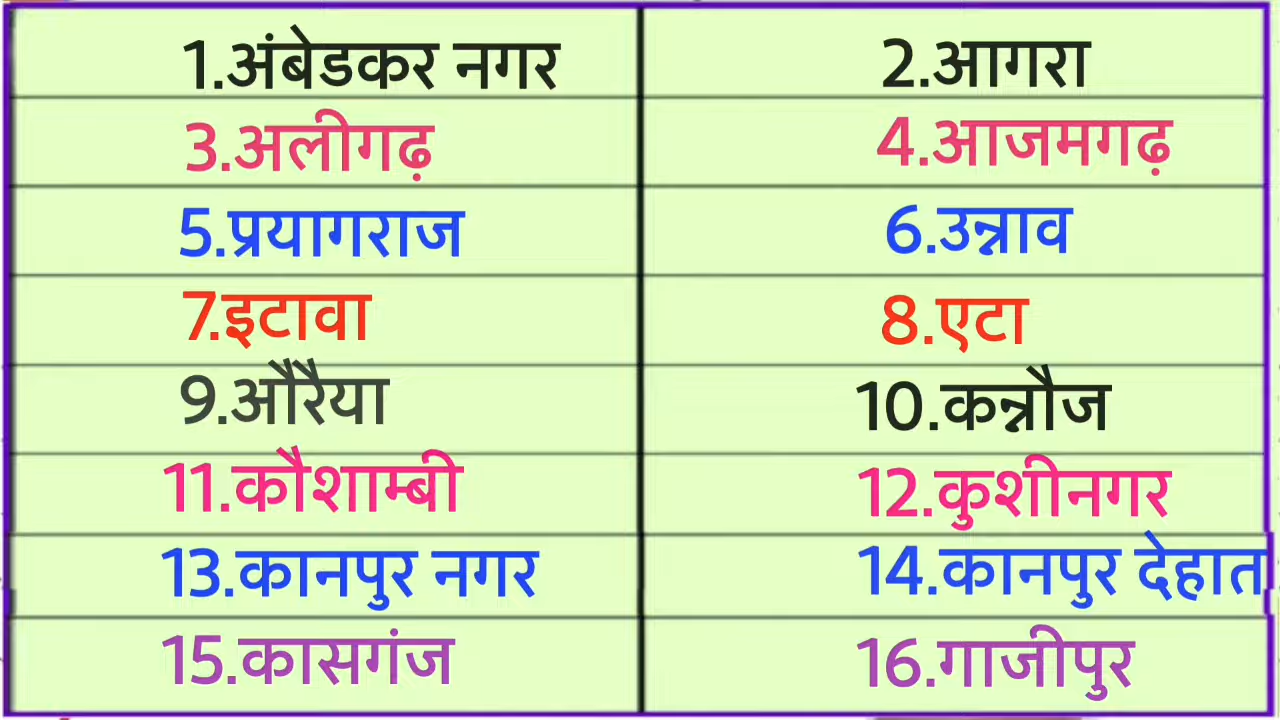 1.अंबेडकर नगर
2.आगरा
3.अलीगढ़
4.आजमगढ़
5.प्रयागराज
6.उन्नाव
7.इटावा
8.एटा
9.औरैया
10.कन्नौज
11.कौशाम्बी
12.कुशीनगर
13.कानपुर नगर
14.कानपुर देहात
15.कासगंज
16.गाजीपुर